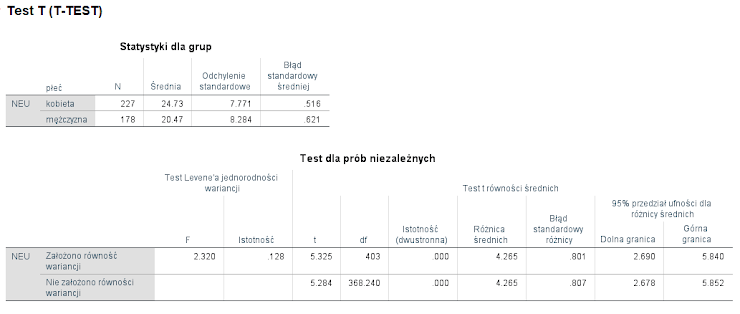 Test T (T-TEST)
Statystyki dla grup
płeć N Średnia Odchylenie standardowe Błąd standardowy średniej
NEU kobieta 227 24.73 7.771 .516
mężczyzna 178 20.47 8.284 .621
Test dla prób niezależnych
Test Levene'a jednorodności wariancji Test t równości średnich
95% przedział ufności dla różnicy średnich
F Istotność t df Istotność (dwustronna) Różnica średnich Błąd standardowy różnicy Dolna granica Górna granica
NEU Założono równość wariancji 2.320 .128 5.325 403 .000 4.265 .801 2.690 5.840
Nie założono równości wariancji 5.284 368.240 .000 4.265 .807 2.678 5.852